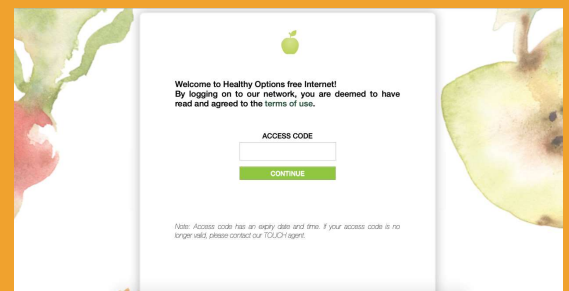 Welcome to Healthy Options free Internet!
By logging on to our network, you are deemed to have
read and agreed to the terms of use.
ACCESS CODE
CONTINUE
Note: Access code has an expiry date and time. If your access code is no
longer valid, please contact our TOUCH agent.